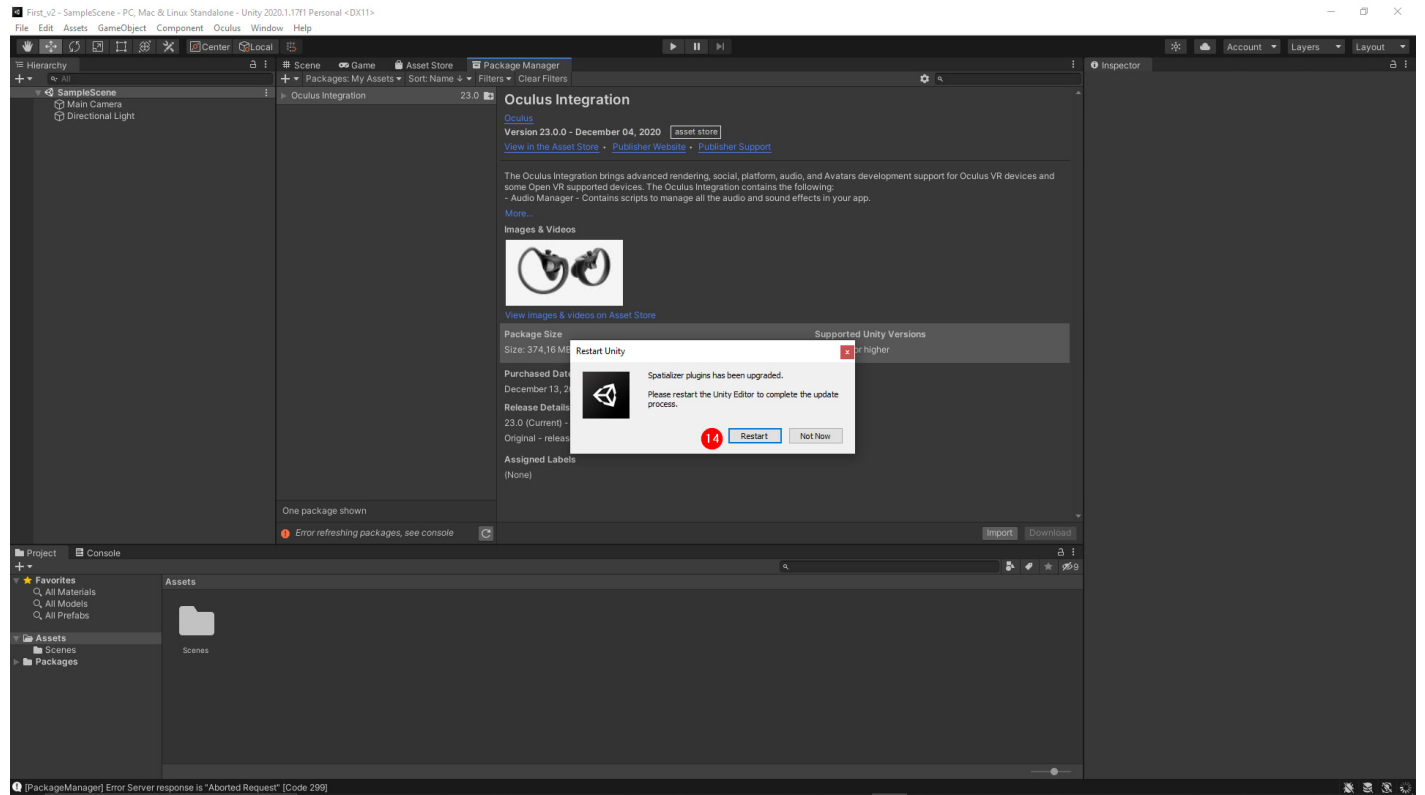 First_v2 - SampleScene - PC, Mac & Linux Standalone - Unity 2020.1.17f1 Personal <DX11>
File Edit Assets GameObject Component Oculus Window Help
Center Local
Account Layers Layout
Hierarchy
All
SampleScene
Main Camera
Directional Light
Scene Game Asset Store Package Manager
Packages: My Assets Sort: Name ↓ Filters Clear Filters
Oculus Integration 23.0
One package shown
Error refreshing packages, see console
Oculus Integration
Oculus
Version 23.0.0 - December 04, 2020 asset store
View in the Asset Store • Publisher Website • Publisher Support
The Oculus Integration brings advanced rendering, social, platform, audio, and Avatars development support for Oculus VR devices and
some Open VR supported devices. The Oculus Integration contains the following:
- Audio Manager - Contains scripts to manage all the audio and sound effects in your app.
More...
Images & Videos
View images & videos on Asset Store
Package Size Supported Unity Versions
Size: 374,16 MB or higher
Purchased Date
December 13, 2
Release Details
23.0 (Current) -
Original - releas
Assigned Labels
(None)
Import Download
Restart Unity
x
Spatializer plugins has been upgraded.
Please restart the Unity Editor to complete the update
process.
14 Restart Not Now
Inspector
Project Console
9
Favorites
All Materials
All Models
All Prefabs
Assets
Scenes
Packages
Assets
Scenes
[PackageManager] Error Server response is "Aborted Request" [Code 299]